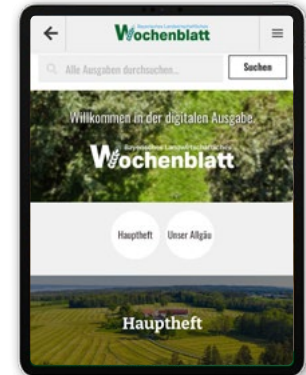 Bayerisches Landwirtschaftliches
Wochenblatt
Alle Ausgaben durchsuchen...
Suchen
Willkommen in der digitalen Ausgabe.
Bayerisches Landwirtschaftliches
Wochenblatt
Hauptheft
Unser Allgäu
Hauptheft